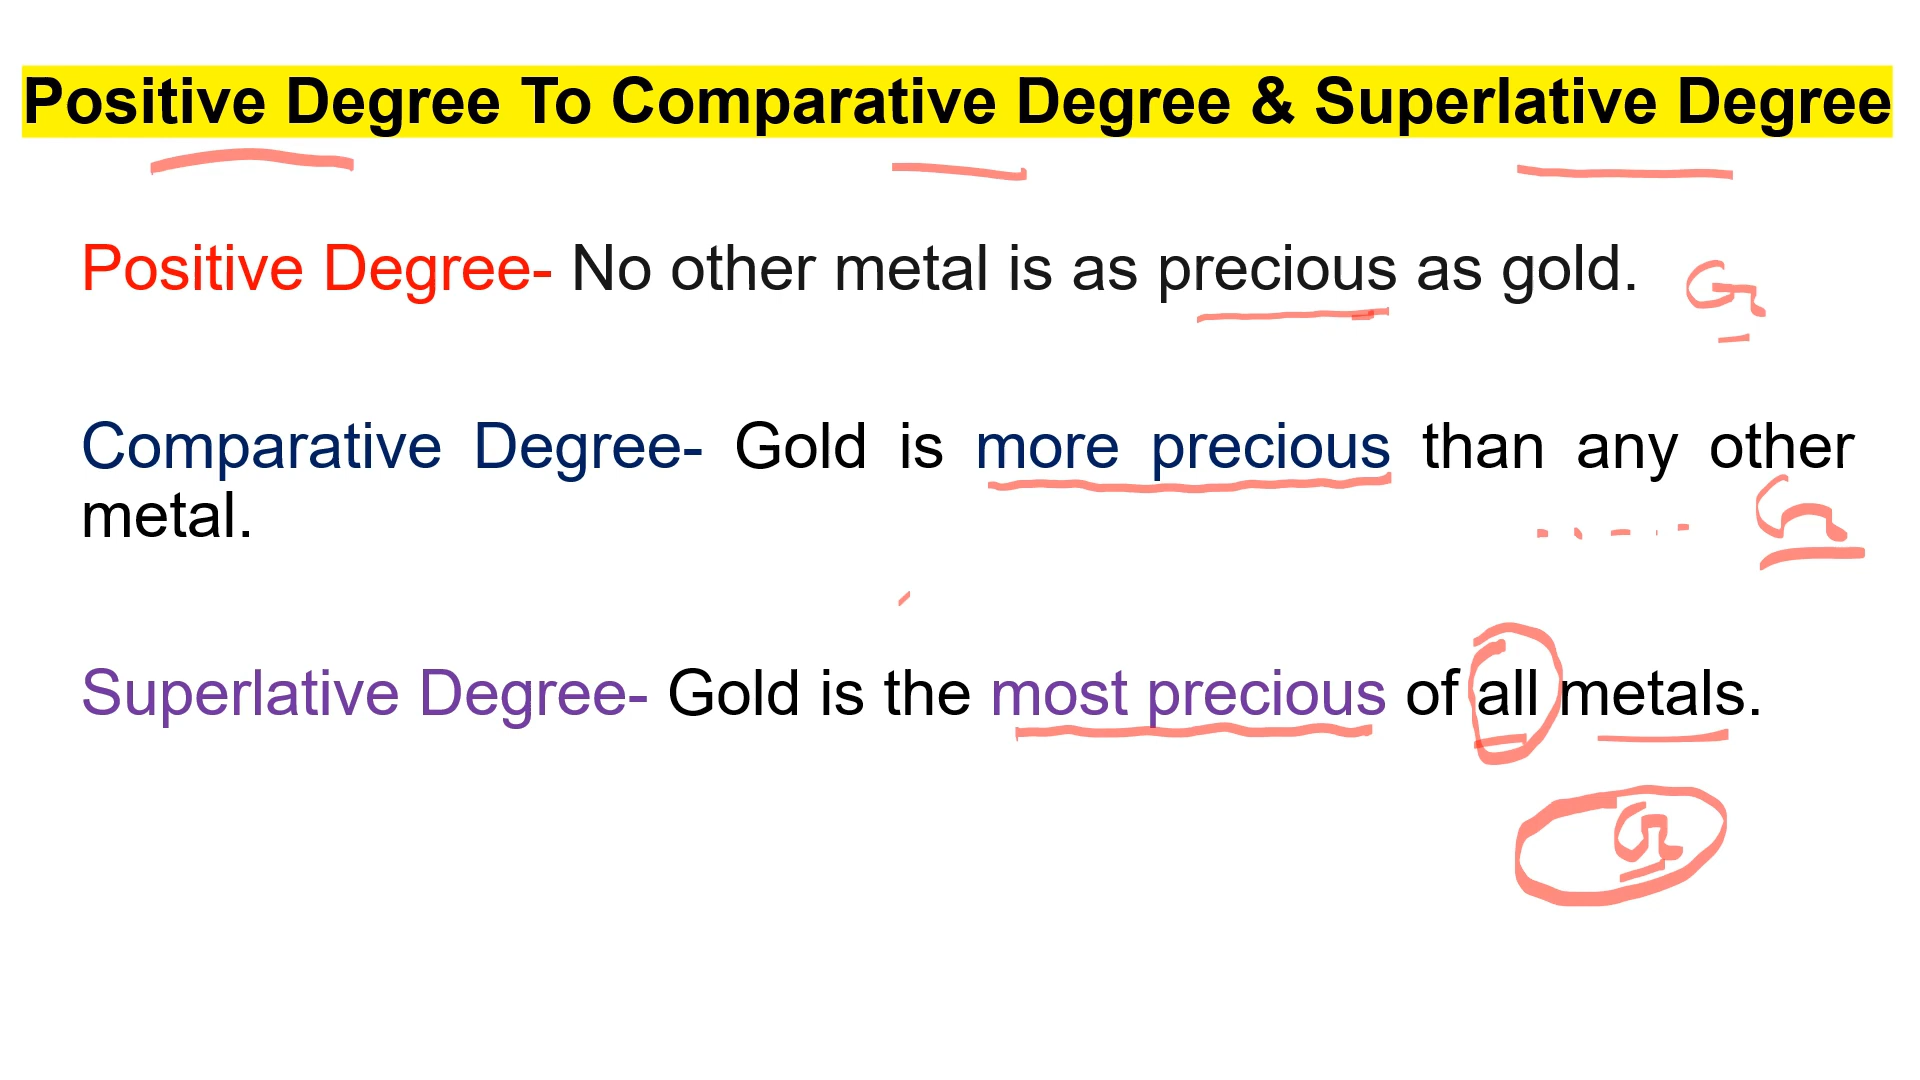 Positive Degree To Comparative Degree & Superlative Degree
Positive Degree- No other metal is as precious as gold. G
Comparative Degree- Gold is more precious than any other
metal. G
Superlative Degree- Gold is the most precious of all metals.
G